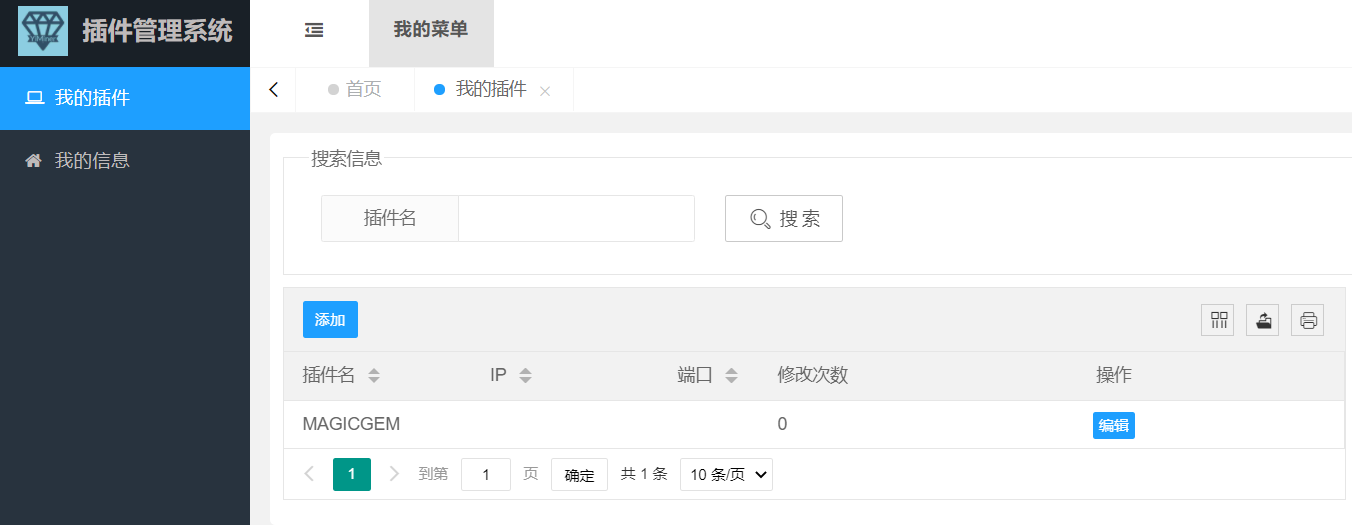 插件管理系统
我的菜单
我的插件
我的信息
首页
我的插件
搜索信息
插件名
搜索
添加
插件名 IP 端口 修改次数 操作
MAGICGEM 0 编辑
1 到第 1 页 确定 共 1 条 10 条/页